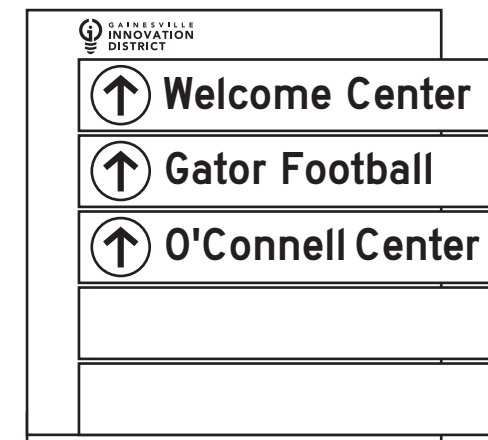 GAINESVILLE
INNOVATION
DISTRICT
Welcome Center
Gator Football
O'Connell Center